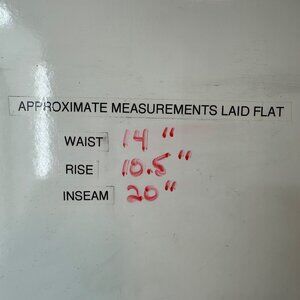 APPROXIMATE MEASUREMENTS LAID FLAT
WAIST 14"
RISE 10.5"
INSEAM 20"